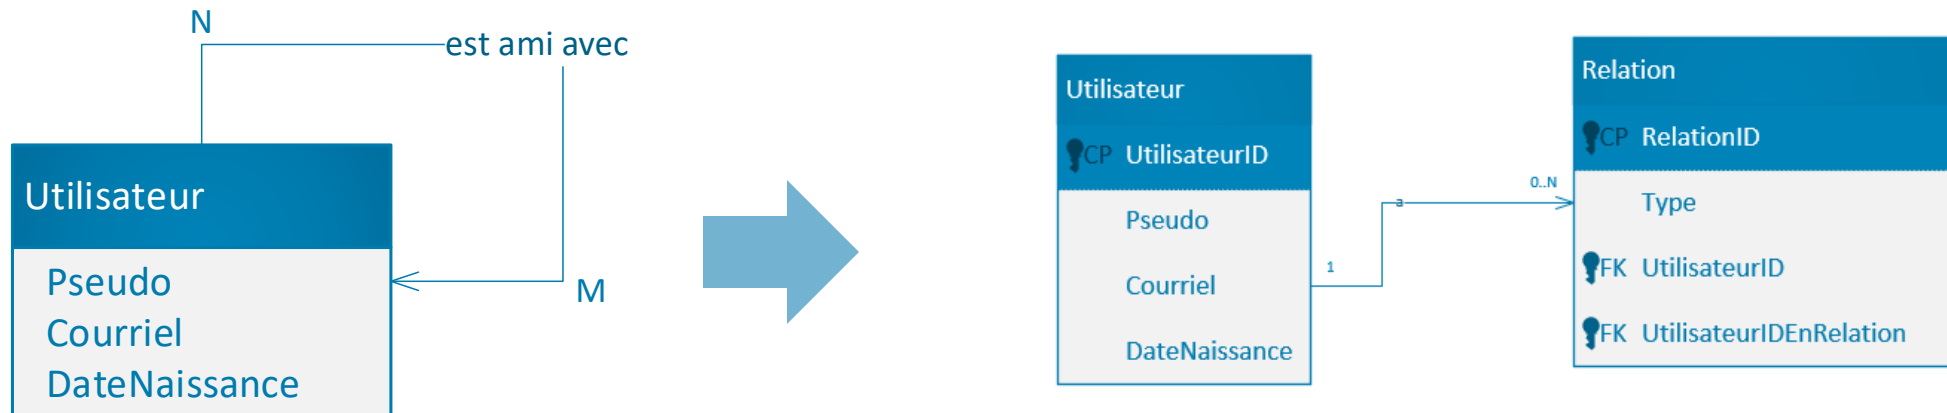 N
est ami avec
Utilisateur
Pseudo
Courriel
DateNaissance
M
Utilisateur
CP UtilisateurID
Pseudo
Courriel
DateNaissance
1
a
0..N
Relation
CP RelationID
Type
FK UtilisateurID
FK UtilisateurIDEnRelation